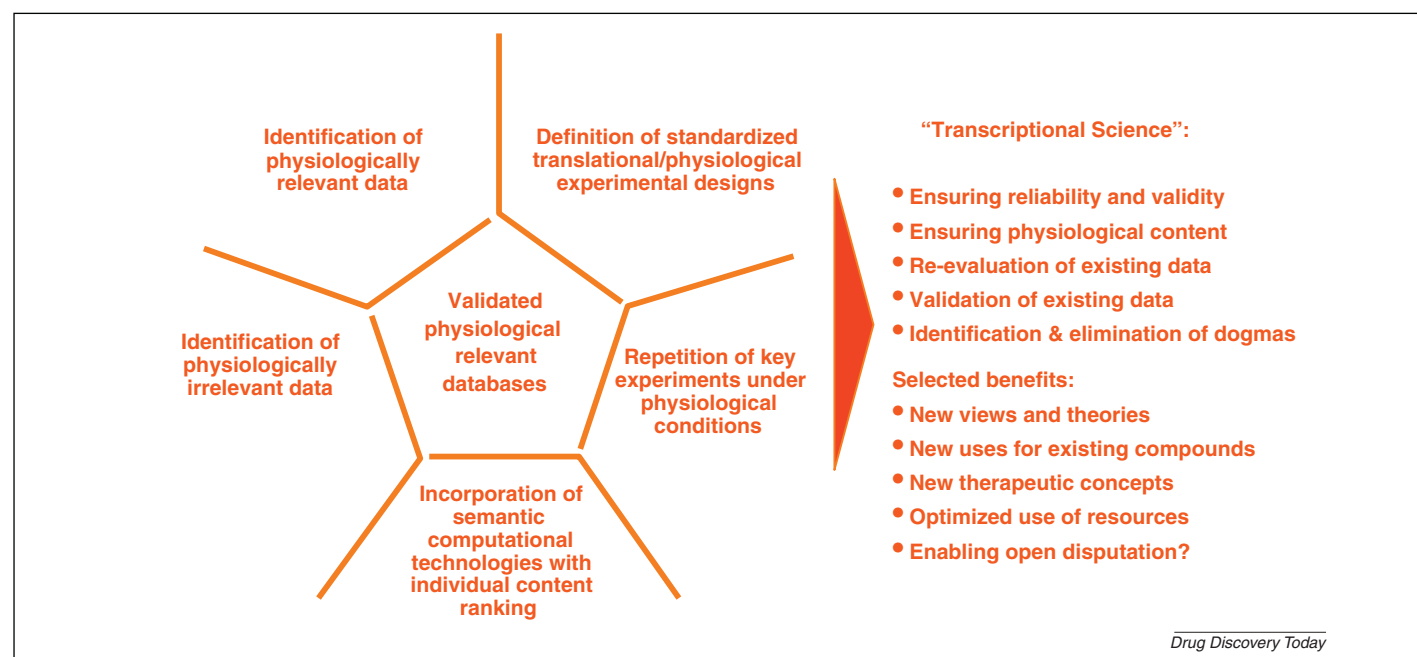 Identification of
physiologically
relevant data
Definition of standardized
translational/physiological
experimental designs
Identification of
physiologically
irrelevant data
Validated
physiological
relevant
databases
Repetition of key
experiments under
physiological
conditions
Incorporation of
semantic
computational
technologies with
individual content
ranking
“Transcriptional Science”:
• Ensuring reliability and validity
• Ensuring physiological content
• Re-evaluation of existing data
• Validation of existing data
• Identification & elimination of dogmas
Selected benefits:
• New views and theories
• New uses for existing compounds
• New therapeutic concepts
• Optimized use of resources
• Enabling open disputation?
Drug Discovery Today